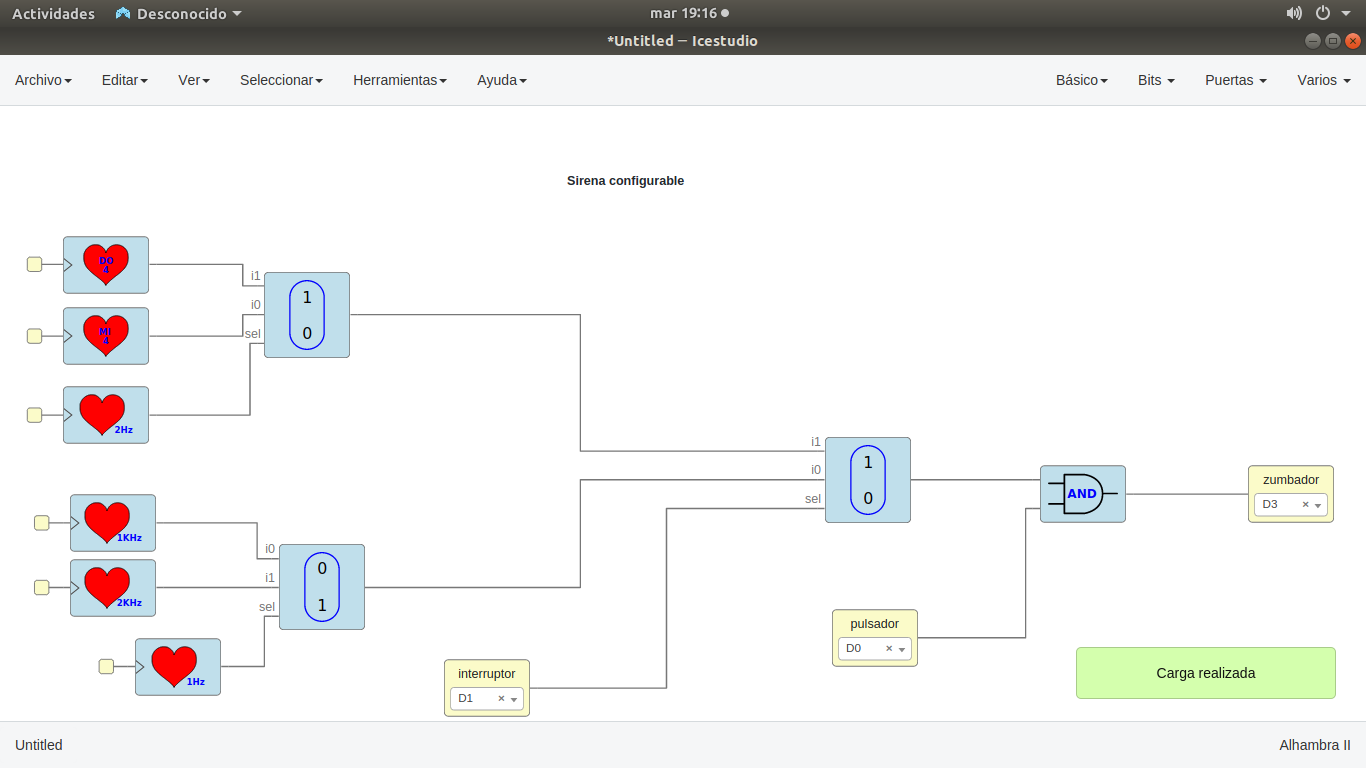 Actividades
Desconocido
mar 19:16
*Untitled — Icestudio
Archivo
Editar
Ver
Seleccionar
Herramientas
Ayuda
Básico
Bits
Puertas
Varios
Sirena configurable
DO
4
MI
4
2Hz
i1
i0
sel
1
0
1KHz
2KHz
1Hz
i0
i1
sel
0
1
interruptor
D1
i1
i0
sel
1
0
pulsador
D0
AND
zumbador
D3
Carga realizada
Untitled
Alhambra II